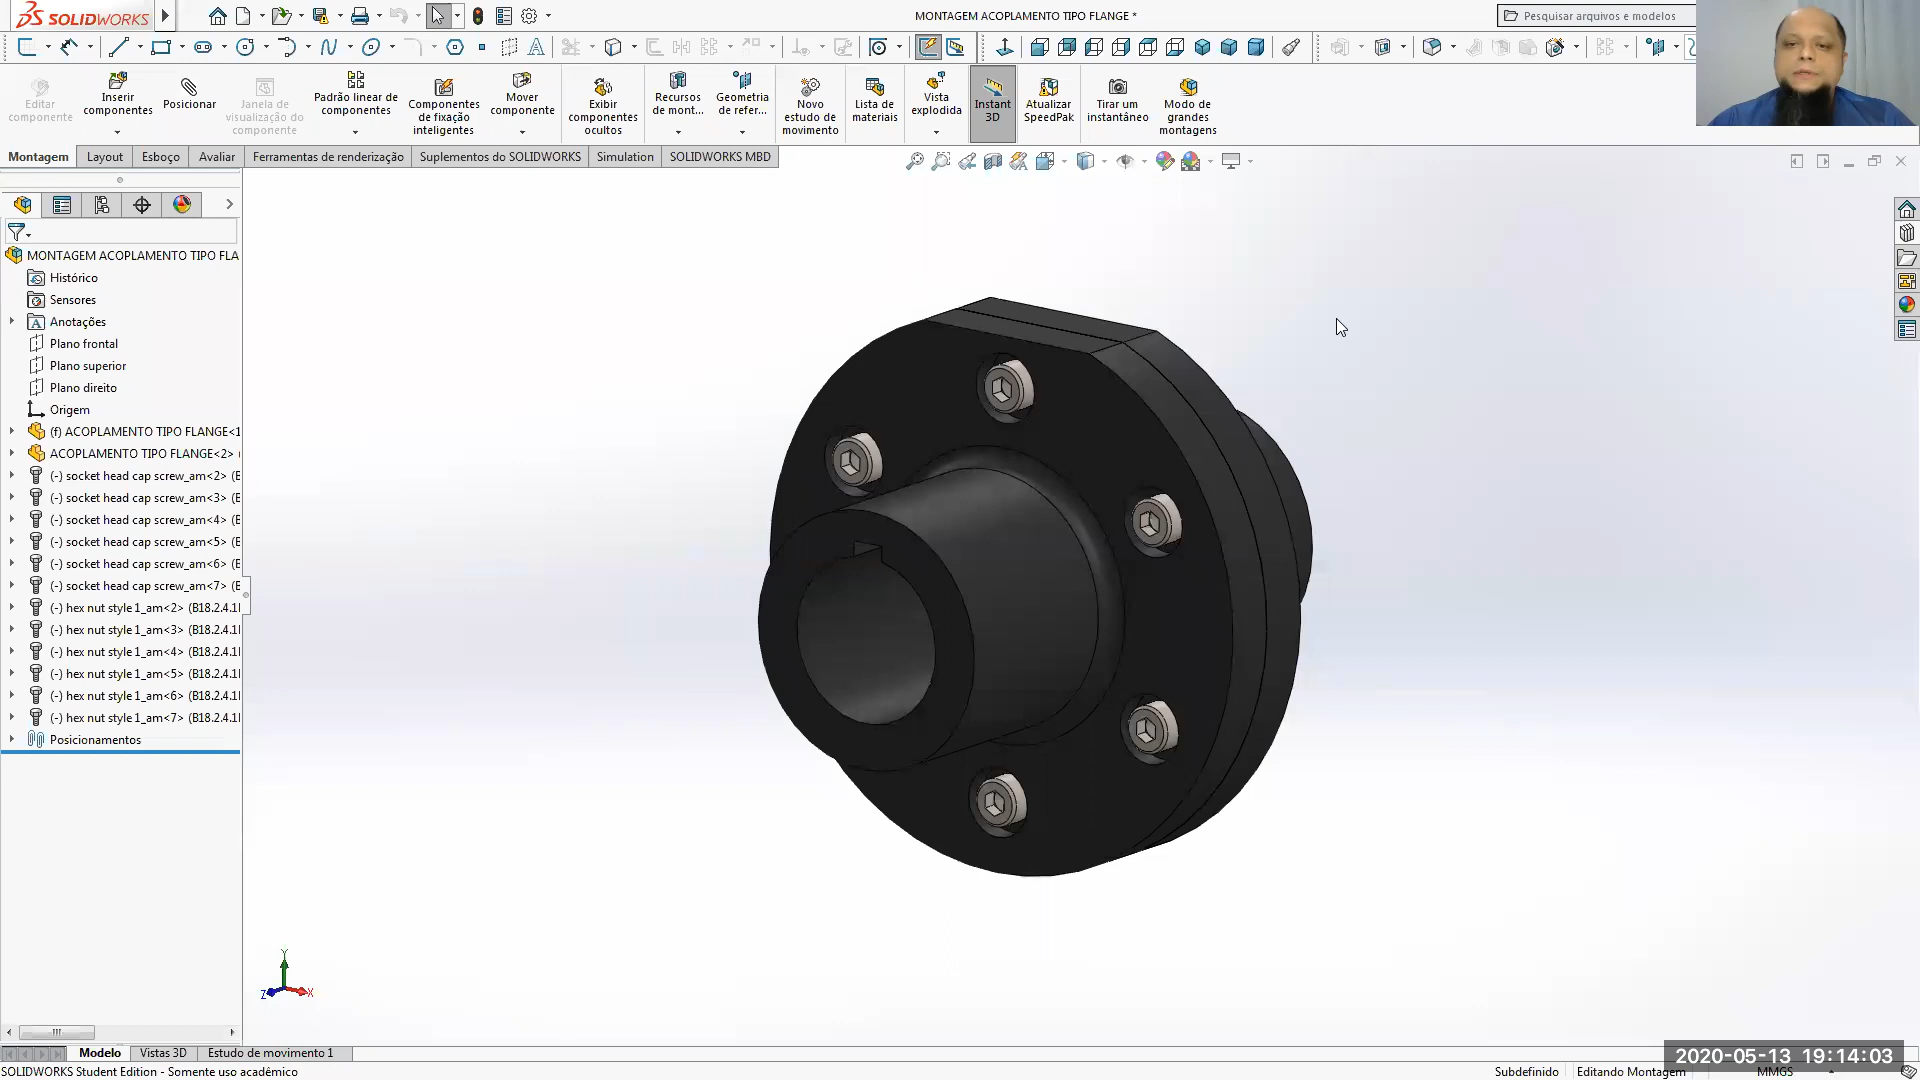 SOLIDWORKS
MONTAGEM ACOPLAMENTO TIPO FLANGE *
Pesquisar arquivos e modelos
Editar componente
Inserir componentes
Posicionar
Janela de visualização do componente
Padrão linear de componentes
Componentes de fixação inteligentes
Mover componente
Exibir componentes ocultos
Recursos de mont...
Geometria de refer...
Novo estudo de movimento
Lista de materiais
Vista explodida
Instant 3D
Atualizar SpeedPak
Tirar um instantâneo
Modo de grandes montagens
Montagem
Layout
Esboço
Avaliar
Ferramentas de renderização
Suplementos do SOLIDWORKS
Simulation
SOLIDWORKS MBD
MONTAGEM ACOPLAMENTO TIPO FLA
Histórico
Sensores
Anotações
Plano frontal
Plano superior
Plano direito
Origem
(f) ACOPLAMENTO TIPO FLANGE<1
ACOPLAMENTO TIPO FLANGE<2> (
(-) socket head cap screw_am<2> (B
(-) socket head cap screw_am<3> (B
(-) socket head cap screw_am<4> (B
(-) socket head cap screw_am<5> (B
(-) socket head cap screw_am<6> (B
(-) socket head cap screw_am<7> (B
(-) hex nut style 1_am<2> (B18.2.4.1
(-) hex nut style 1_am<3> (B18.2.4.1
(-) hex nut style 1_am<4> (B18.2.4.1
(-) hex nut style 1_am<5> (B18.2.4.1
(-) hex nut style 1_am<6> (B18.2.4.1
(-) hex nut style 1_am<7> (B18.2.4.1
Posicionamentos
Y
Z X
Modelo
Vistas 3D
Estudo de movimento 1
2020-05-13 19:14:03
SOLIDWORKS Student Edition - Somente uso acadêmico
Subdefinido
Editando Montagem
MMGS